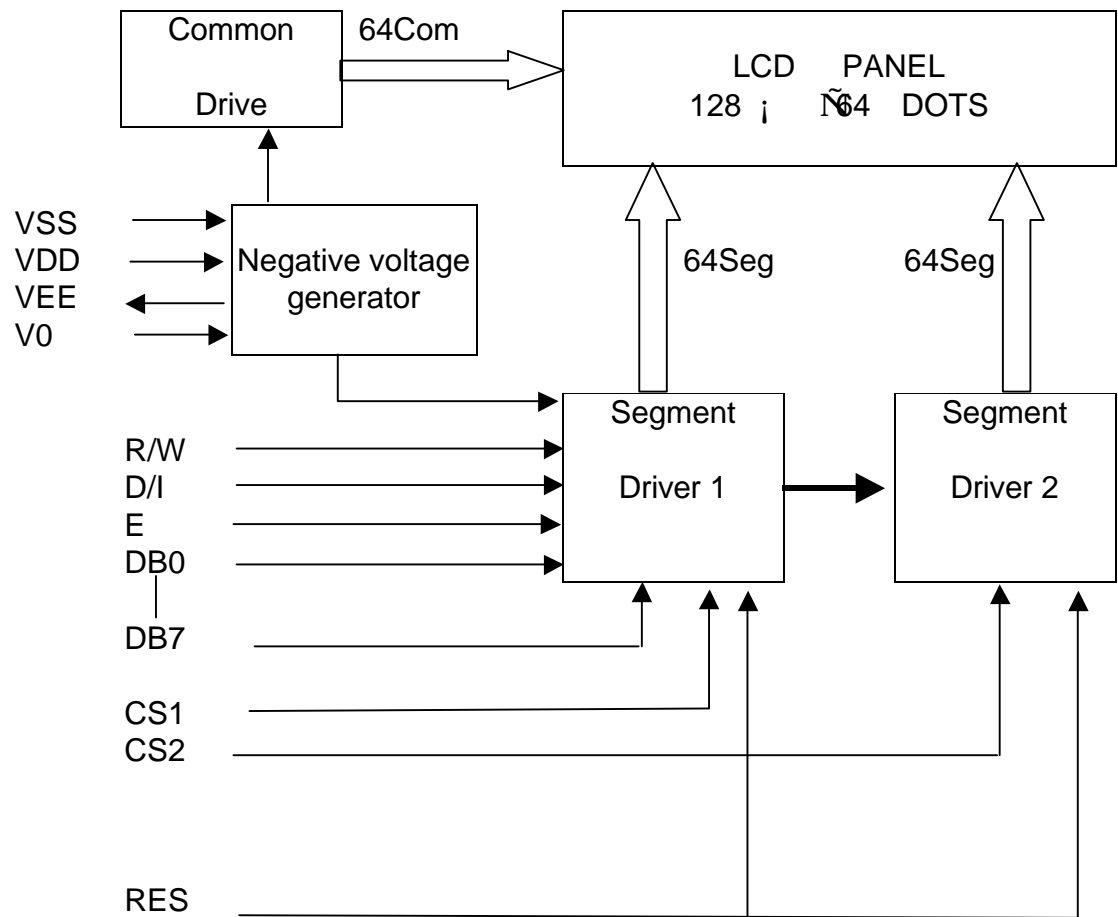 Common
Drive
64Com
LCD PANEL
128 ¡ Ñ64 DOTS
VSS
VDD
VEE
V0
Negative voltage
generator
64Seg
64Seg
Segment
Driver 1
Segment
Driver 2
R/W
D/I
E
DB0
DB7
CS1
CS2
RES